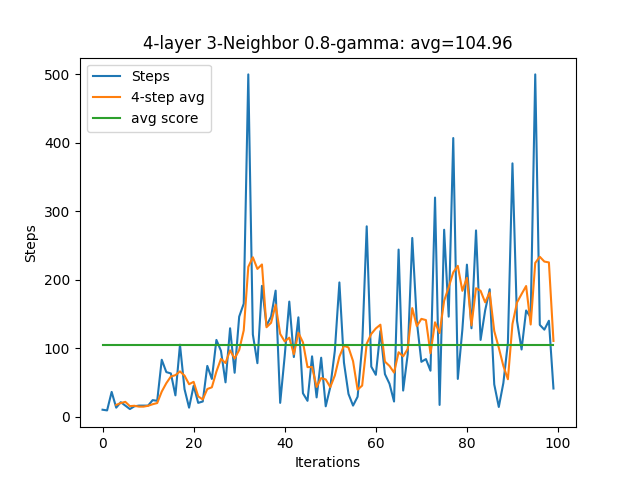 4-layer 3-Neighbor 0.8-gamma: avg=104.96
Steps
4-step avg
avg score
500
400
300
200
100
0
Steps
0 20 40 60 80 100
Iterations